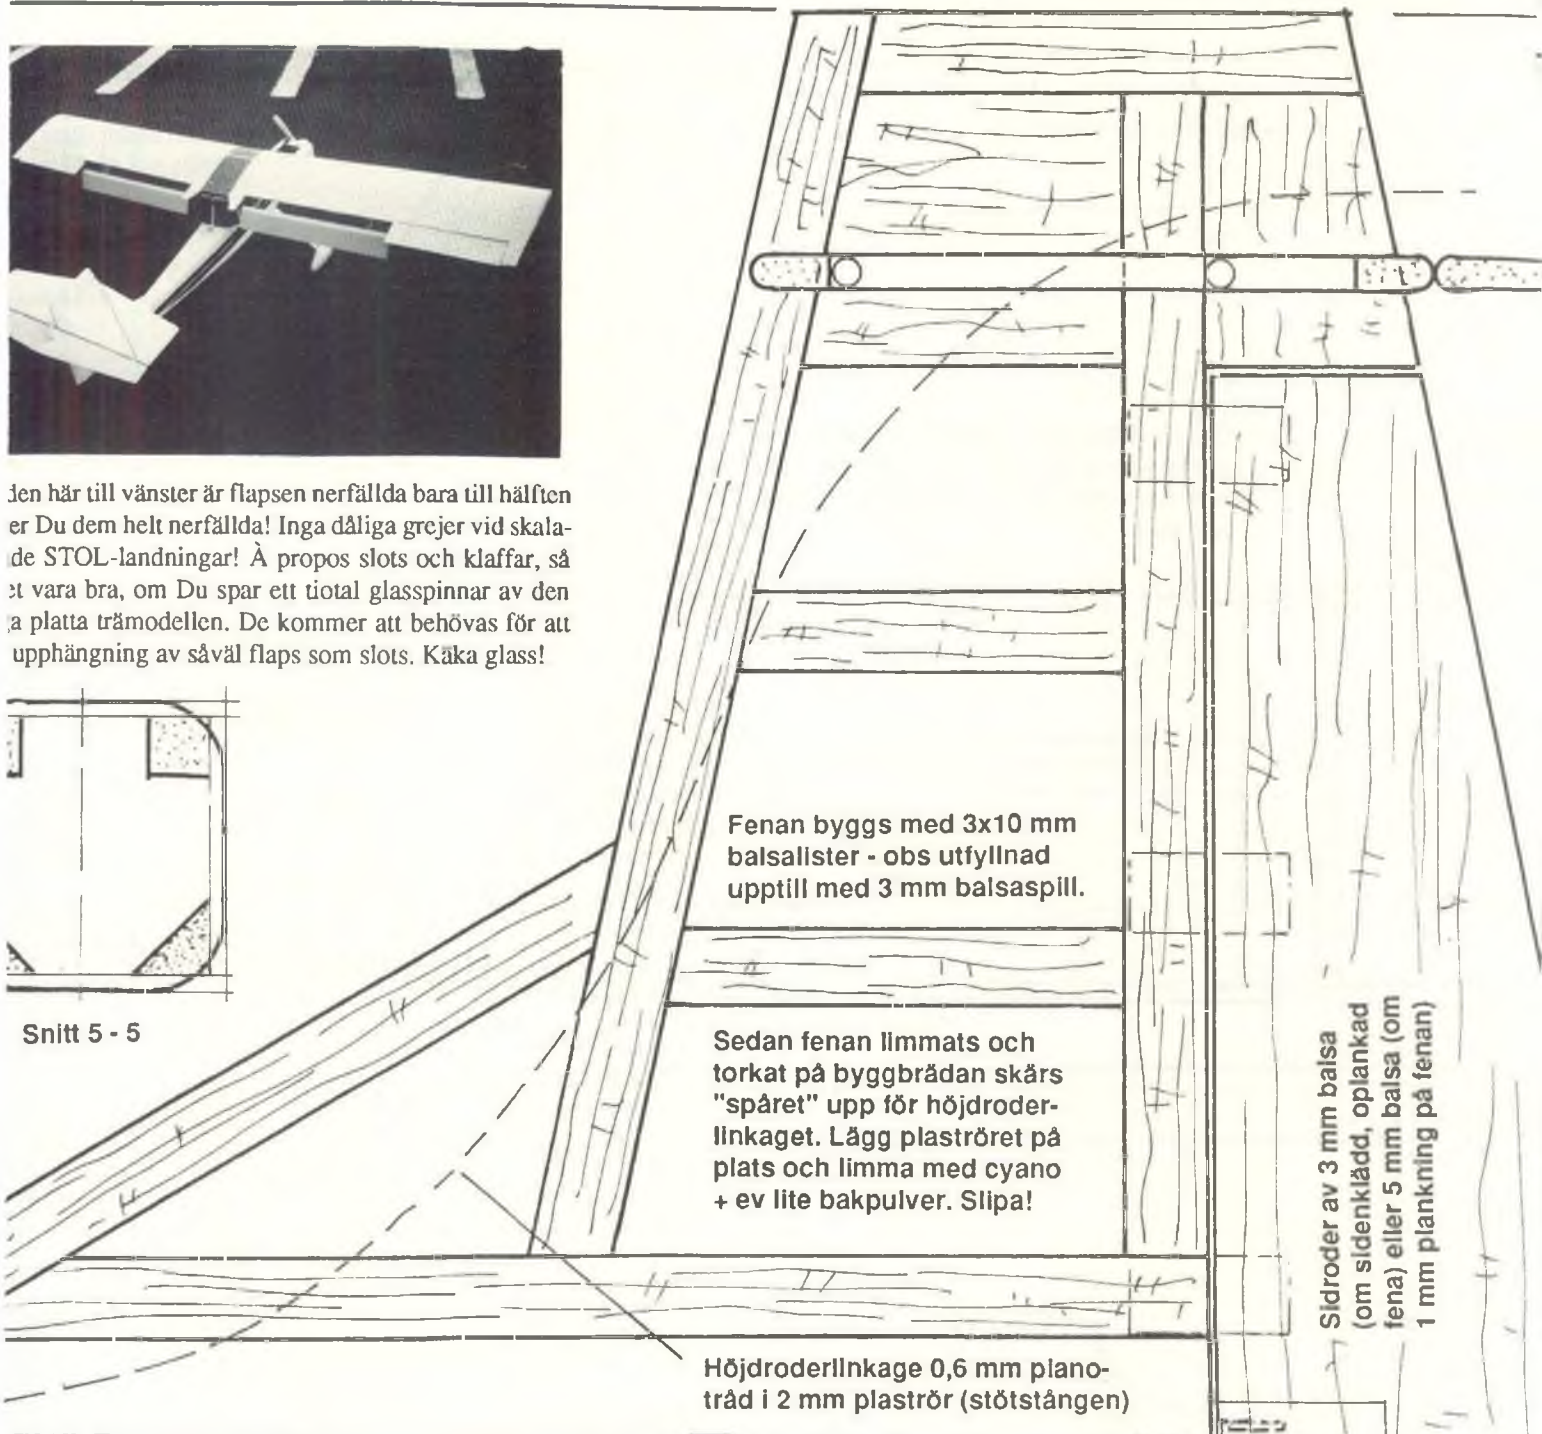 den här till vänster är flapsen nerfällda bara till hälften
er Du dem helt nerfällda! Inga dåliga grejer vid skala-
de STOL-landningar! À propos slots och klaffar, så
et vara bra, om Du spar ett tiotal glasspinnar av den
a platta trämodellen. De kommer att behövas för att
upphängning av såväl flaps som slots. Käka glass!
Snitt 5 - 5
Fenan byggs med 3x10 mm
balsalister - obs utfyllnad
upptill med 3 mm balsaspill.
Sedan fenan limmats och
torkat på byggbrädan skärs
"spåret" upp för höjdroder-
linkaget. Lägg plaströret på
plats och limma med cyano
+ ev lite bakpulver. Slipa!
Höjdroderlinkage 0,6 mm piano-
tråd i 2 mm plaströr (stötstången)
Sidroder av 3 mm balsa
(om sidenklädd, oplankad
fena) eller 5 mm balsa (om
1 mm plankning på fenan)